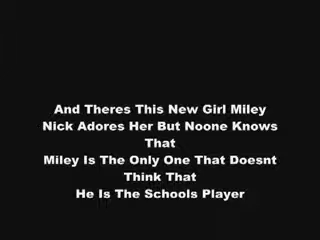 And Theres This New Girl Miley
Nick Adores Her But Noone Knows
That
Miley Is The Only One That Doesnt
Think That
He Is The Schools Player